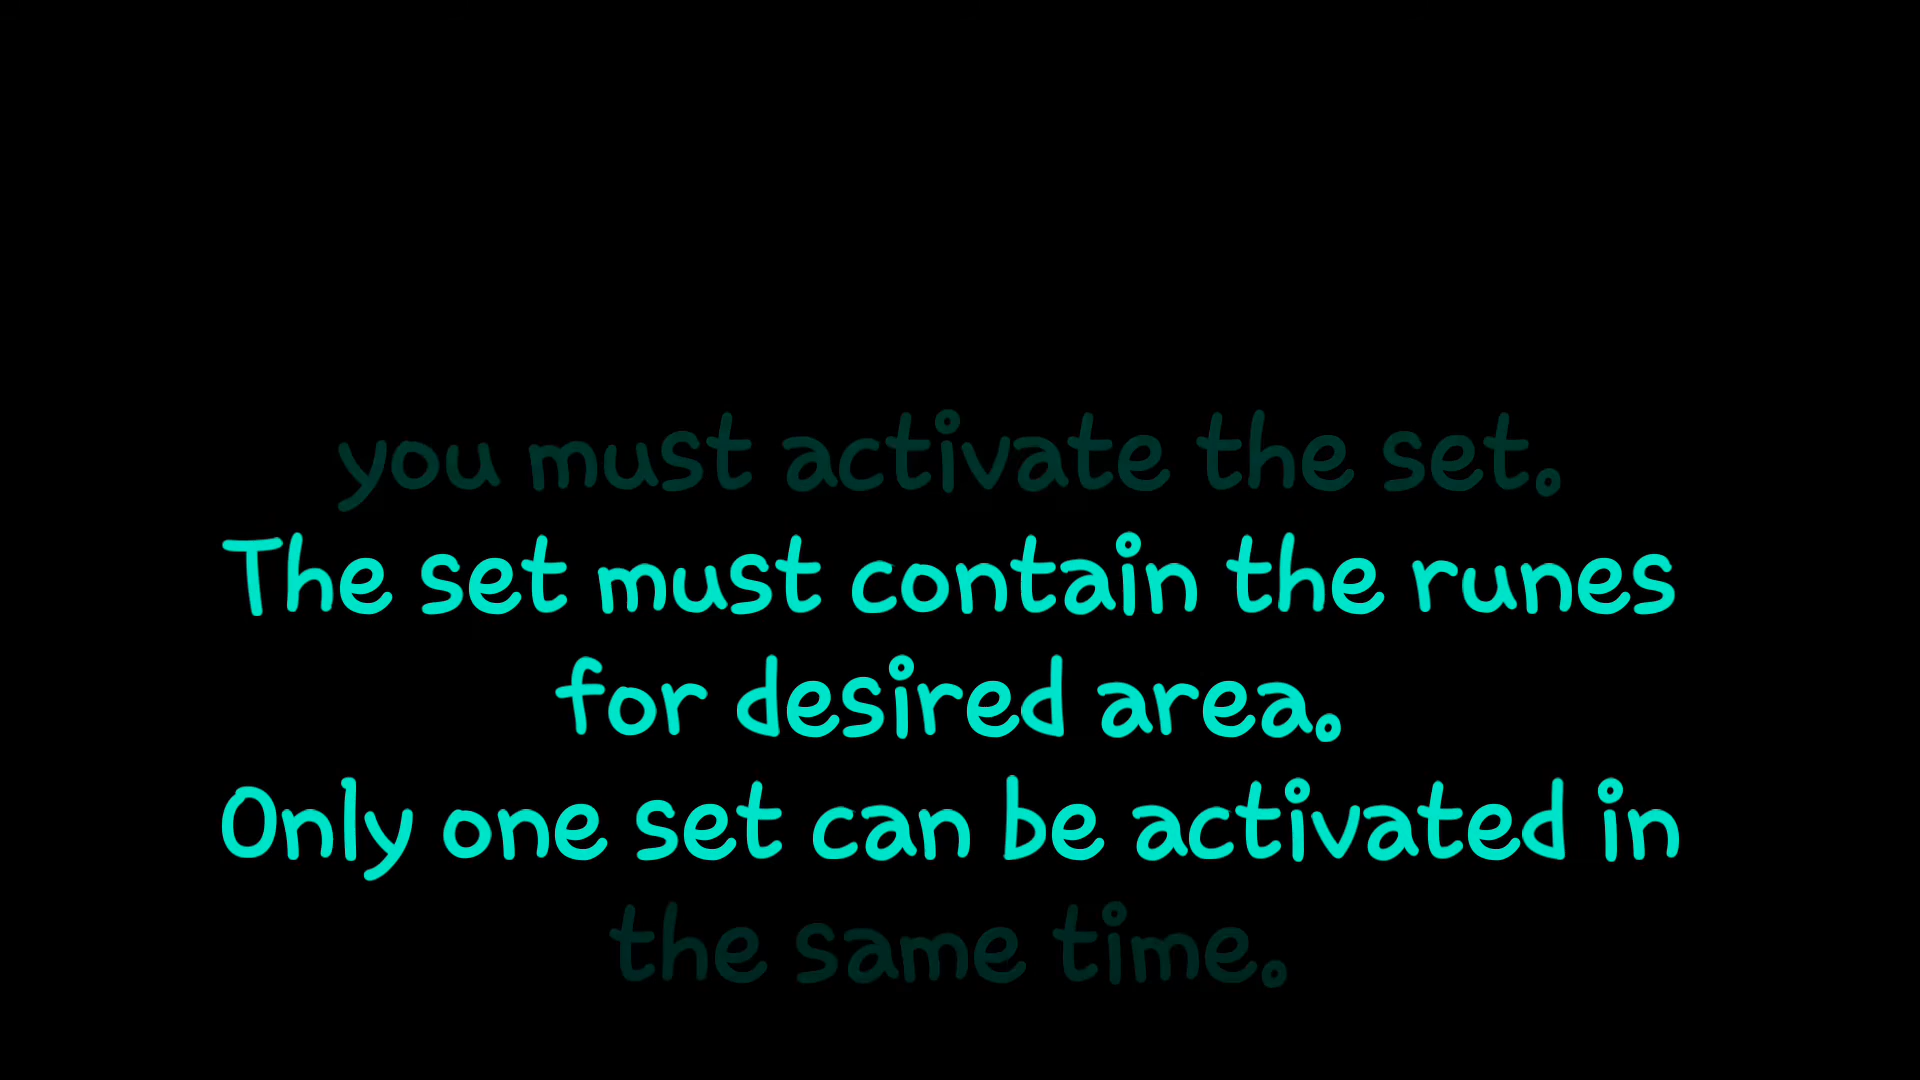 you must activate the set.
The set must contain the runes
for desired area.
Only one set can be activated in
the same time.